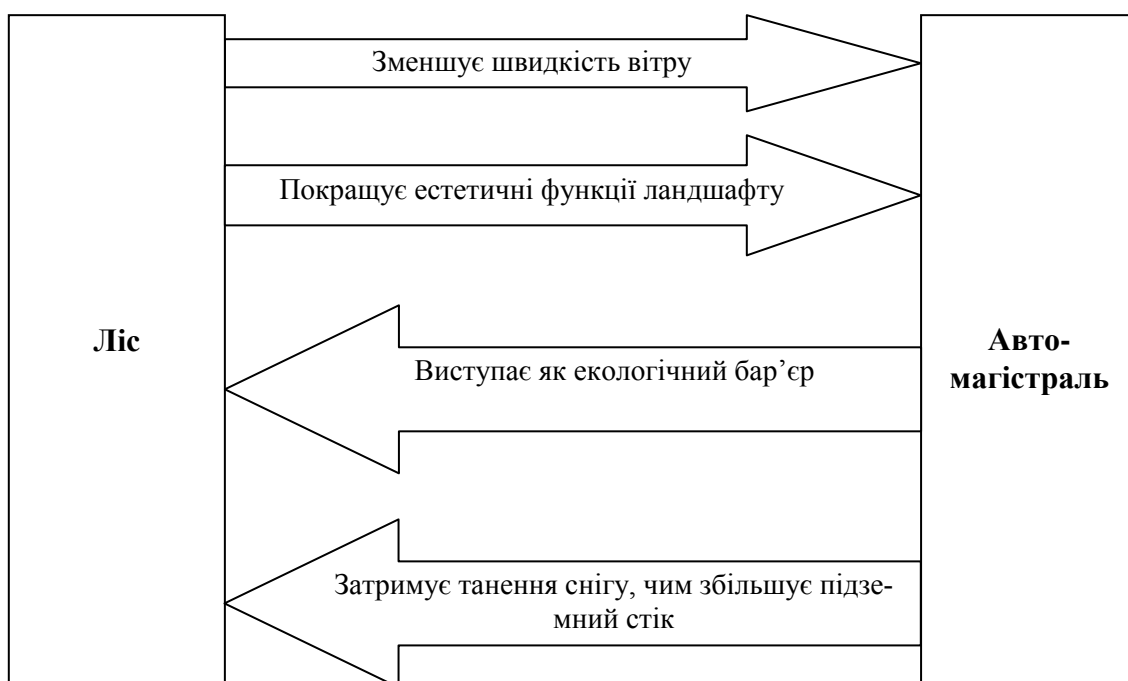 Зменшує швидкість вітру
Покращує естетичні функції ландшафту
Ліс
Виступає як екологічний бар’єр
Авто-
магістраль
Затримує танення снігу, чим збільшує підзе-
мний стік